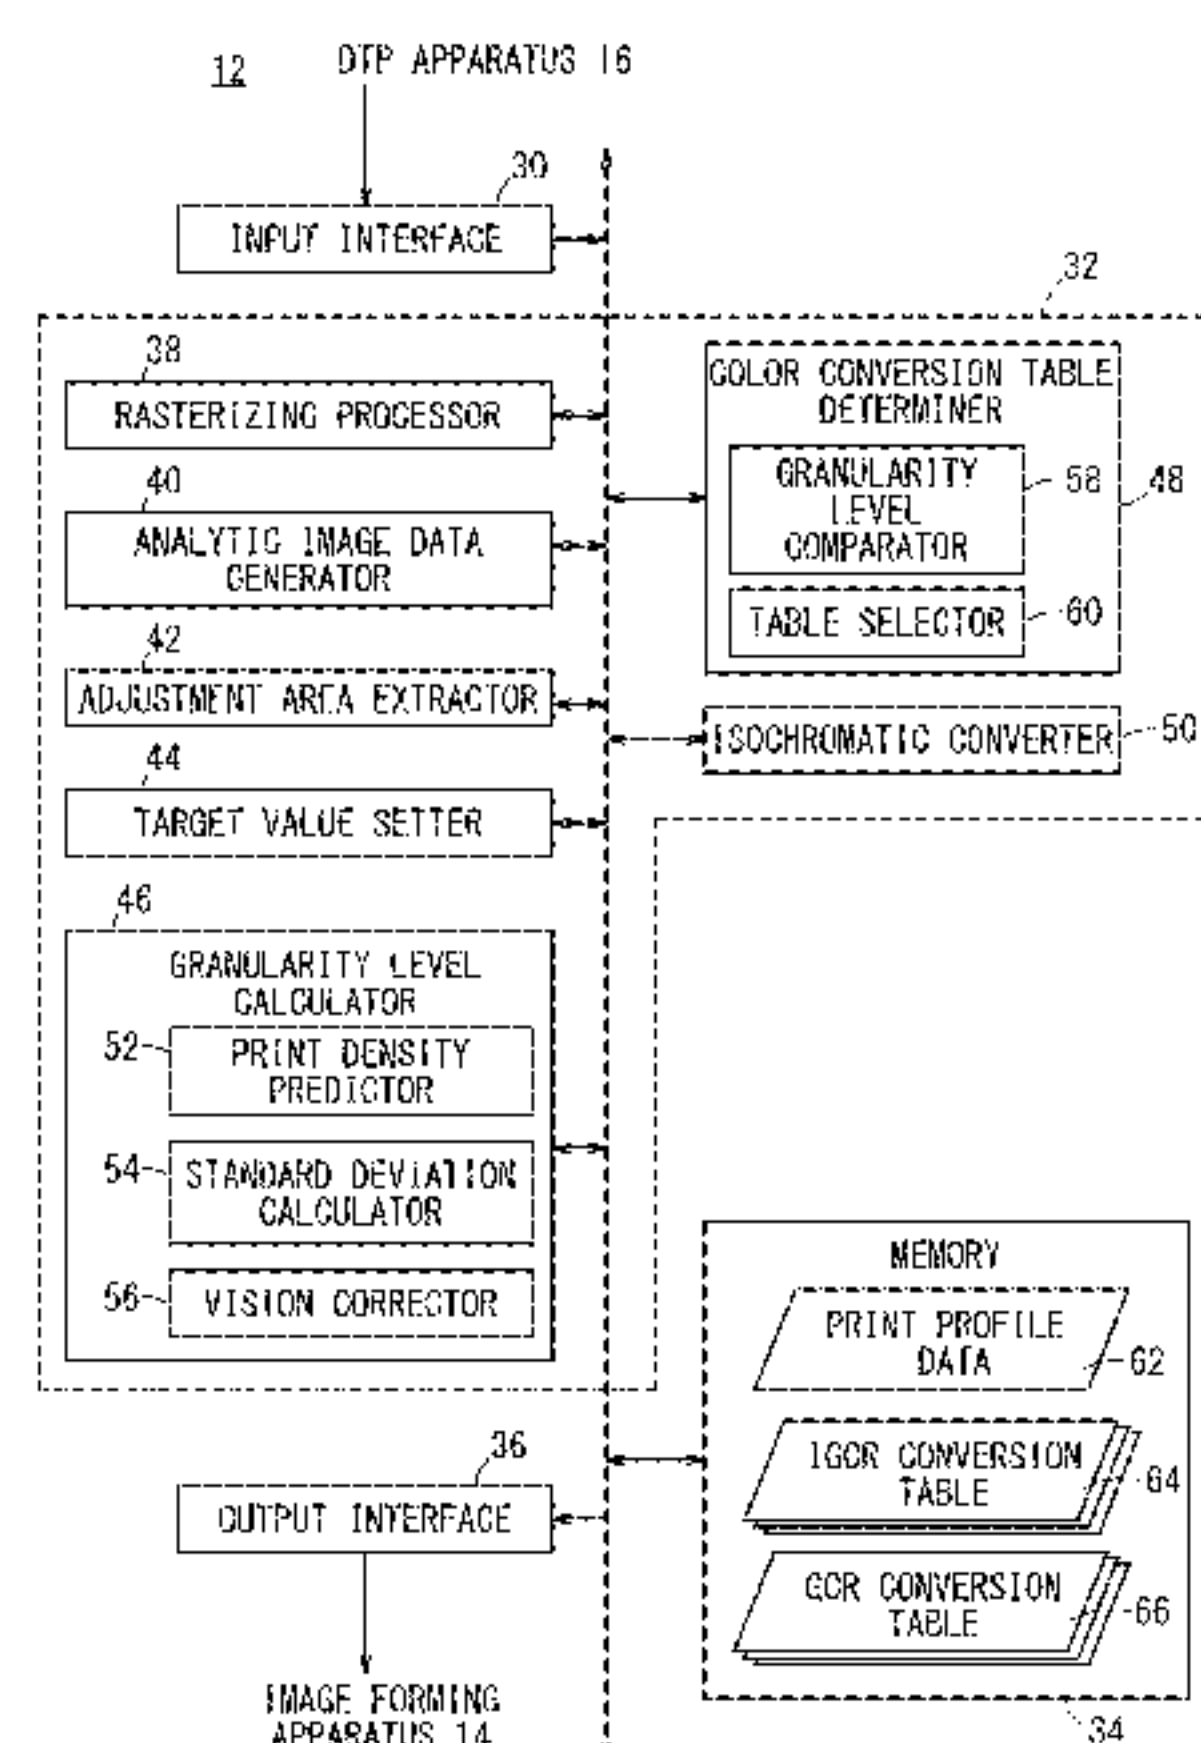 12
DTP APPARATUS 16
30
INPUT INTERFACE
32
38
RASTERIZING PROCESSOR
40
ANALYTIC IMAGE DATA
GENERATOR
42
ADJUSTMENT AREA EXTRACTOR
44
TARGET VALUE SETTER
46
GRANULARITY LEVEL
CALCULATOR
52
PRINT DENSITY
PREDICTOR
54
STANDARD DEVIATION
CALCULATOR
56
VISION CORRECTOR
COLOR CONVERSION TABLE
DETERMINER
GRANULARITY
LEVEL
COMPARATOR
58
48
TABLE SELECTOR
60
ISOCHROMATIC CONVERTER
50
MEMORY
PRINT PROFILE
DATA
62
IGCR CONVERSION
TABLE
64
GCR CONVERSION
TABLE
66
34
36
OUTPUT INTERFACE
IMAGE FORMING
APPARATUS 14